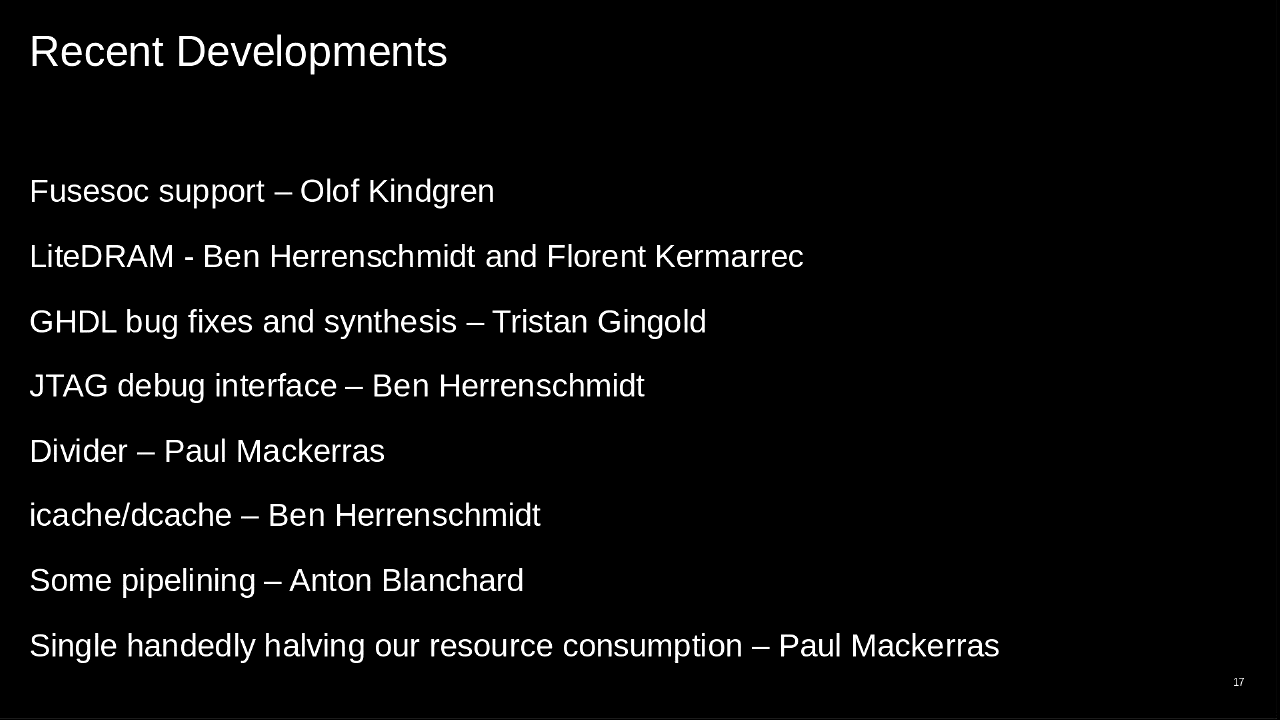 Recent Developments
Fusesoc support – Olof Kindgren
LiteDRAM - Ben Herrenschmidt and Florent Kermarrec
GHDL bug fixes and synthesis – Tristan Gingold
JTAG debug interface – Ben Herrenschmidt
Divider – Paul Mackerras
icache/dcache – Ben Herrenschmidt
Some pipelining – Anton Blanchard
Single handedly halving our resource consumption – Paul Mackerras
17